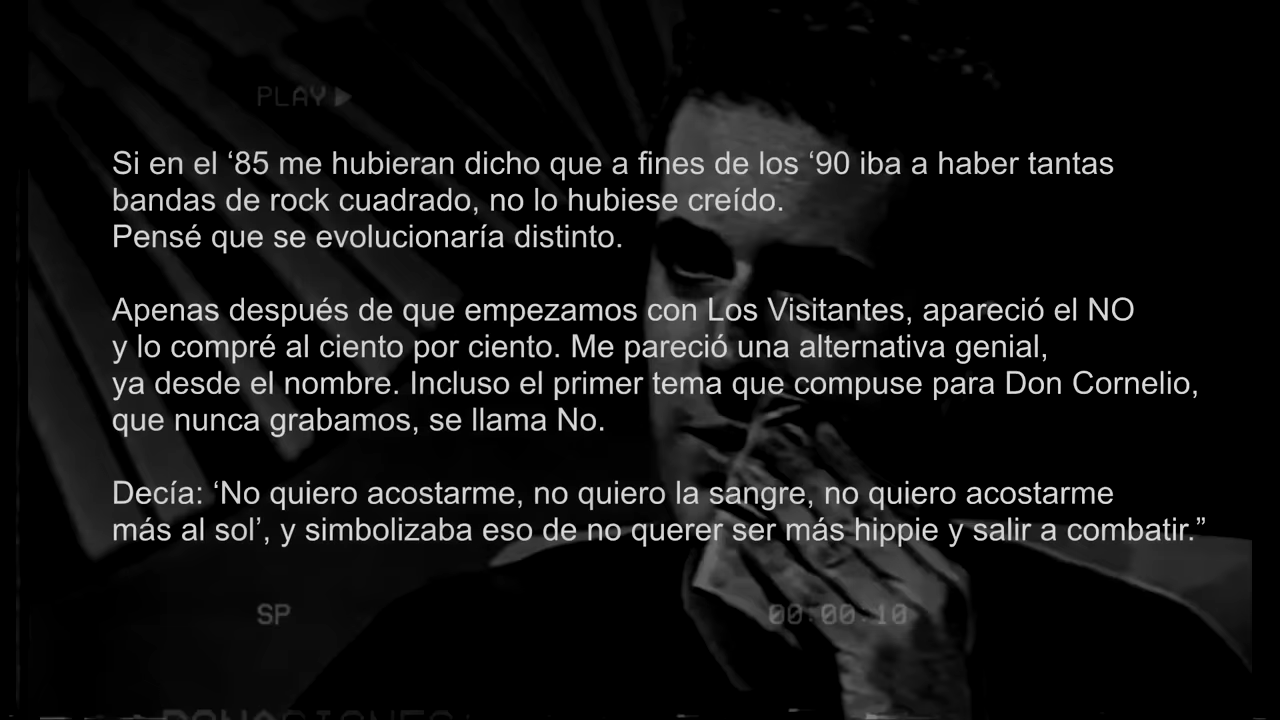 PLAY
Si en el ‘85 me hubieran dicho que a fines de los ‘90 iba a haber tantas
bandas de rock cuadrado, no lo hubiese creído.
Pensé que se evolucionaría distinto.
Apenas después de que empezamos con Los Visitantes, apareció el NO
y lo compré al ciento por ciento. Me pareció una alternativa genial,
ya desde el nombre. Incluso el primer tema que compuse para Don Cornelio,
que nunca grabamos, se llama No.
Decía: ‘No quiero acostarme, no quiero la sangre, no quiero acostarme
más al sol’, y simbolizaba eso de no querer ser más hippie y salir a combatir.”
SP 00:00:10